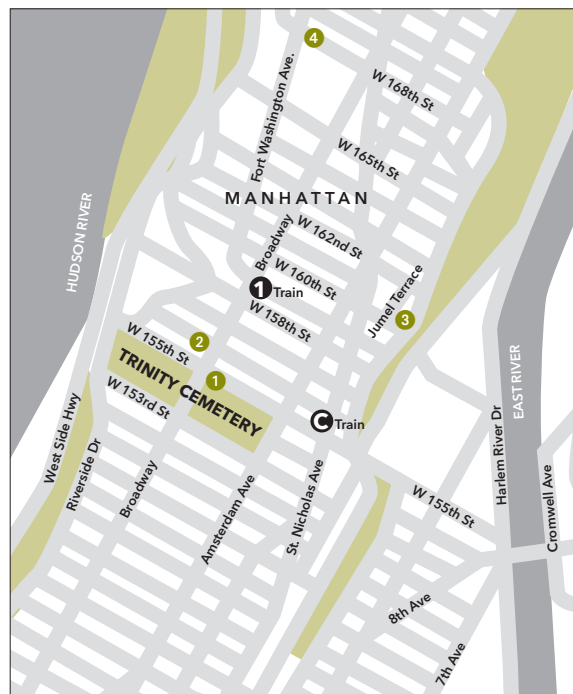 4
W 168th St
Fort Washington Ave.
W 165th St
MANHATTAN
HUDSON RIVER
Broadway
W 162nd St
W 160th St
1 Train
Jumel Terrace
W 158th St
3
2
W 155th St
1
TRINITY CEMETERY
W 153rd St
C Train
EAST RIVER
Harlem River Dr
West Side Hwy
Riverside Dr
Broadway
Amsterdam Ave
St. Nicholas Ave
W 155th St
Cromwell Ave
8th Ave
7th Ave